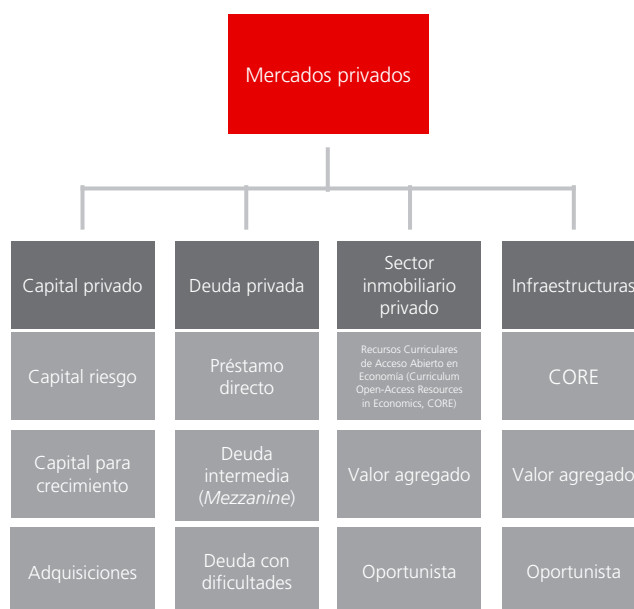 Mercados privados
Capital privado
Deuda privada
Sector
inmobiliario
privado
Infraestructuras
Capital riesgo
Préstamo
directo
Recursos Curriculares
de Acceso Abierto en
Economía (Curriculum
Open-Access Resources
in Economics, CORE)
CORE
Capital para
crecimiento
Deuda
intermedia
(Mezzanine)
Valor agregado
Valor agregado
Adquisiciones
Deuda con
dificultades
Oportunista
Oportunista